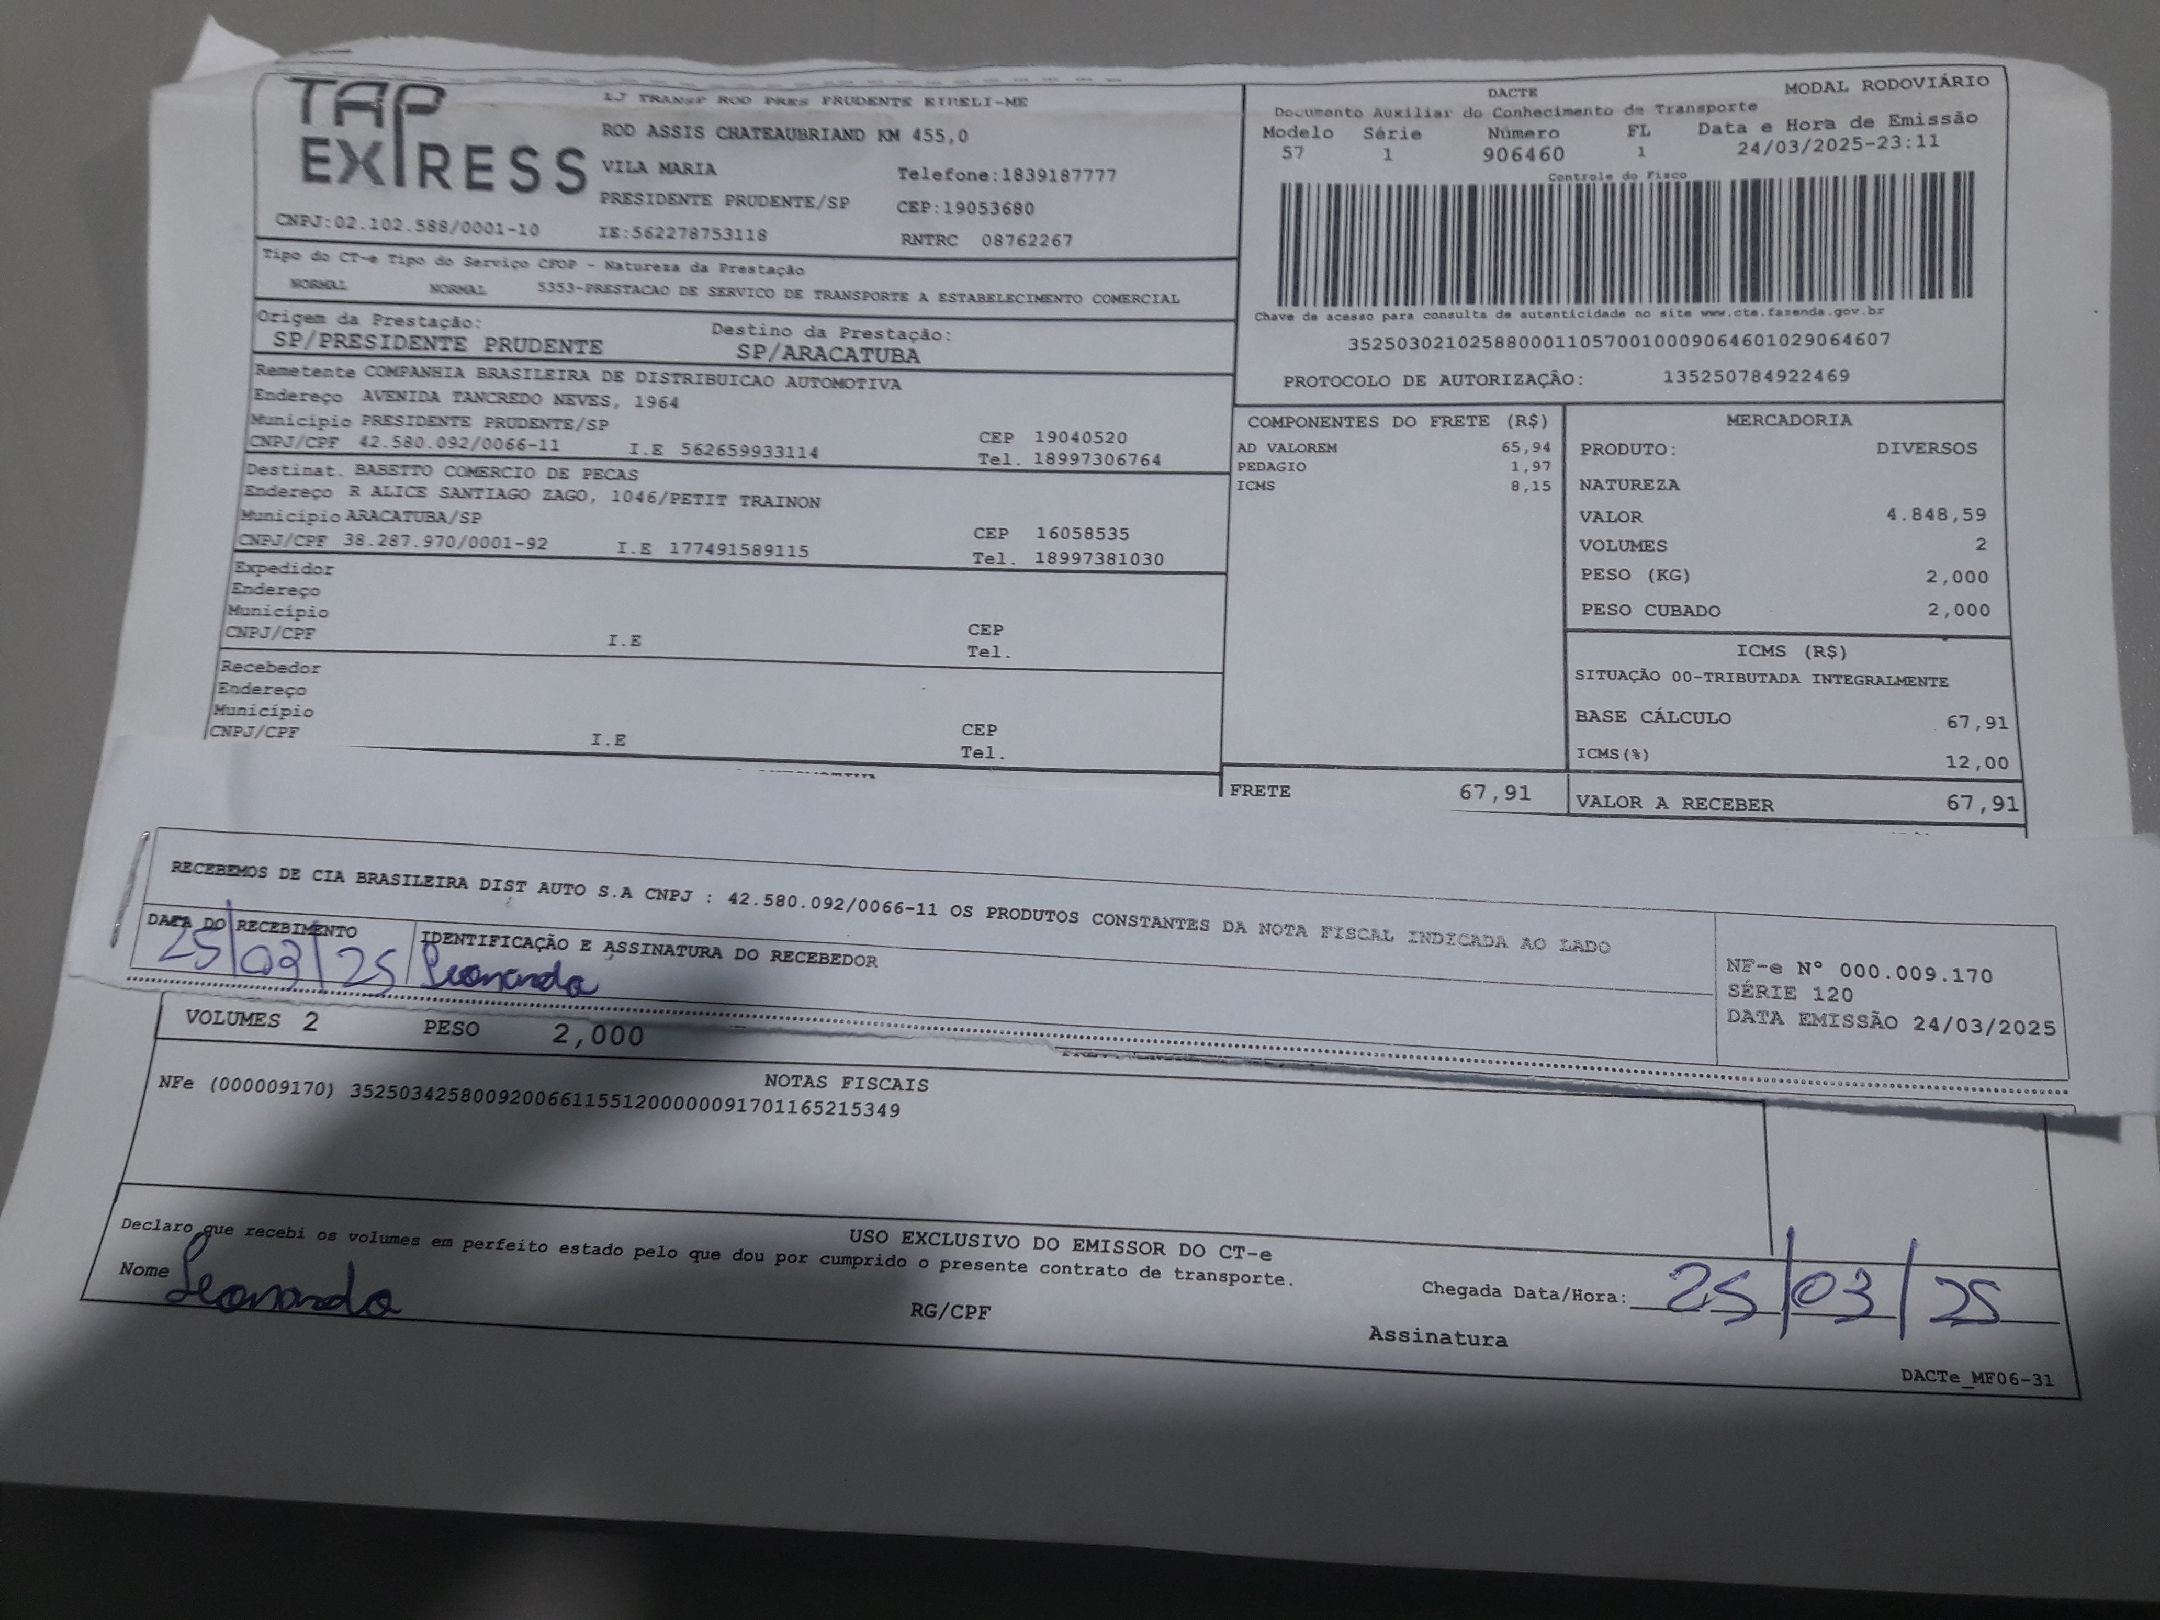 TAP EXPRESS
LJ TRANSP ROD PRES PRUDENTE EIRELI-ME
ROD ASSIS CHATEAUBRIAND KM 455,0
VILA MARIA Telefone:1839187777
PRESIDENTE PRUDENTE/SP CEP:19053680
CNPJ:02.102.588/0001-10 IE:562278753118 RNTRC 08762267
Tipo do CT-e Tipo do Serviço CFOP - Natureza da Prestação
NORMAL NORMAL 5353-PRESTACAO DE SERVICO DE TRANSPORTE A ESTABELECIMENTO COMERCIAL
Origem da Prestação: Destino da Prestação:
SP/PRESIDENTE PRUDENTE SP/ARACATUBA
Remetente COMPANHIA BRASILEIRA DE DISTRIBUICAO AUTOMOTIVA
Endereço AVENIDA TANCREDO NEVES, 1964
Município PRESIDENTE PRUDENTE/SP CEP 19040520
CNPJ/CPF 42.580.092/0066-11 I.E 562659933114 Tel. 18997306764
Destinat. BABETTO COMERCIO DE PECAS
Endereço R ALICE SANTIAGO ZAGO, 1046/PETIT TRAINON
Município ARACATUBA/SP CEP 16058535
CNPJ/CPF 38.287.970/0001-92 I.E 177491589115 Tel. 18997381030
Expedidor
Endereço
Município CEP
CNPJ/CPF I.E Tel.
Recebedor
Endereço
Município CEP
CNPJ/CPF I.E Tel.
DACTE MODAL RODOVIÁRIO
Documento Auxiliar do Conhecimento de Transporte
Modelo Série Número FL Data e Hora de Emissão
57 1 906460 1 24/03/2025-23:11
Controle do Fisco
Chave de acesso para consulta de autenticidade no site www.cte.fazenda.gov.br
35250302102588000110570010009064601029064607
PROTOCOLO DE AUTORIZAÇÃO: 135250784922469
COMPONENTES DO FRETE (R$)
AD VALOREM 65,94
PEDAGIO 1,97
ICMS 8,15
FRETE 67,91
MERCADORIA
PRODUTO: DIVERSOS
NATUREZA
VALOR 4.848,59
VOLUMES 2
PESO (KG) 2,000
PESO CUBADO 2,000
ICMS (R$)
SITUAÇÃO 00-TRIBUTADA INTEGRALMENTE
BASE CÁLCULO 67,91
ICMS(%) 12,00
VALOR A RECEBER 67,91
RECEBEMOS DE CIA BRASILEIRA DIST AUTO S.A CNPJ : 42.580.092/0066-11 OS PRODUTOS CONSTANTES DA NOTA FISCAL INDICADA AO LADO
DATA DO RECEBIMENTO IDENTIFICAÇÃO E ASSINATURA DO RECEBEDOR
25/03/25 Leonardo
NF-e Nº 000.009.170
SÉRIE 120
DATA EMISSÃO 24/03/2025
VOLUMES 2 PESO 2,000
NOTAS FISCAIS
NFe (000009170) 35250342580092006611551200000091701165215349
USO EXCLUSIVO DO EMISSOR DO CT-e
Declaro que recebi os volumes em perfeito estado pelo que dou por cumprido o presente contrato de transporte.
Nome Leonardo RG/CPF Chegada Data/Hora: 25/03/25
Assinatura
DACTe_MF06-31